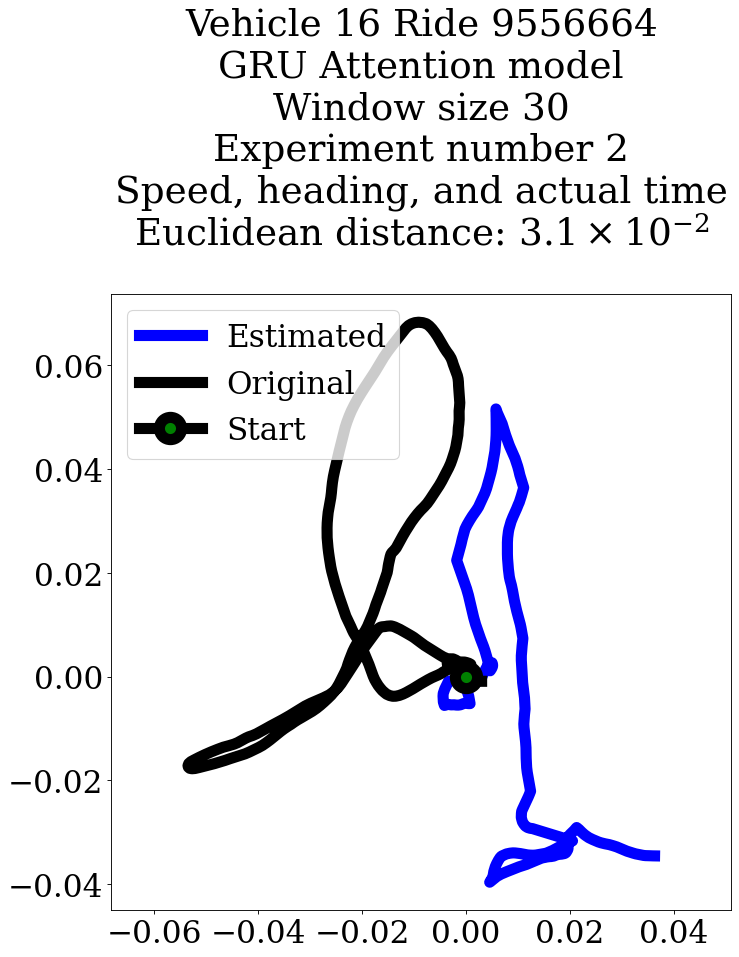 Vehicle 16 Ride 9556664
GRU Attention model
Window size 30
Experiment number 2
Speed, heading, and actual time
Euclidean distance: 3.1 × 10⁻²
Estimated
Original
Start
0.06
0.04
0.02
0.00
−0.02
−0.04
−0.06 −0.04 −0.02 0.00 0.02 0.04